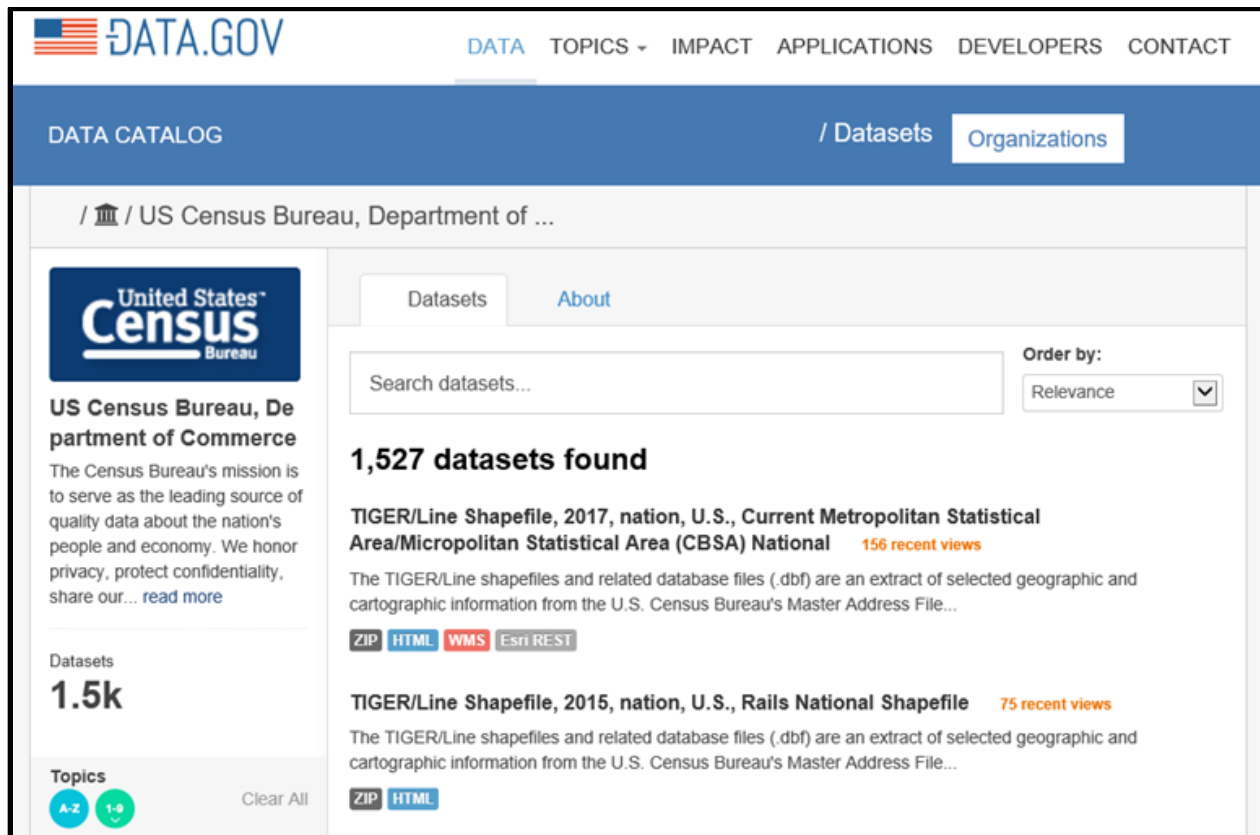 DATA.GOV
DATA TOPICS IMPACT APPLICATIONS DEVELOPERS CONTACT
DATA CATALOG
/ Datasets Organizations
/ / US Census Bureau, Department of ...
United States™
Census
Bureau
US Census Bureau, De
partment of Commerce
The Census Bureau's mission is
to serve as the leading source of
quality data about the nation's
people and economy. We honor
privacy, protect confidentiality,
share our... read more
Datasets
1.5k
Topics
A-Z 1-9 Clear All
Datasets About
Search datasets...
Order by:
Relevance
1,527 datasets found
TIGER/Line Shapefile, 2017, nation, U.S., Current Metropolitan Statistical
Area/Micropolitan Statistical Area (CBSA) National 156 recent views
The TIGER/Line shapefiles and related database files (.dbf) are an extract of selected geographic and
cartographic information from the U.S. Census Bureau's Master Address File...
ZIP HTML WMS Esri REST
TIGER/Line Shapefile, 2015, nation, U.S., Rails National Shapefile 75 recent views
The TIGER/Line shapefiles and related database files (.dbf) are an extract of selected geographic and
cartographic information from the U.S. Census Bureau's Master Address File...
ZIP HTML